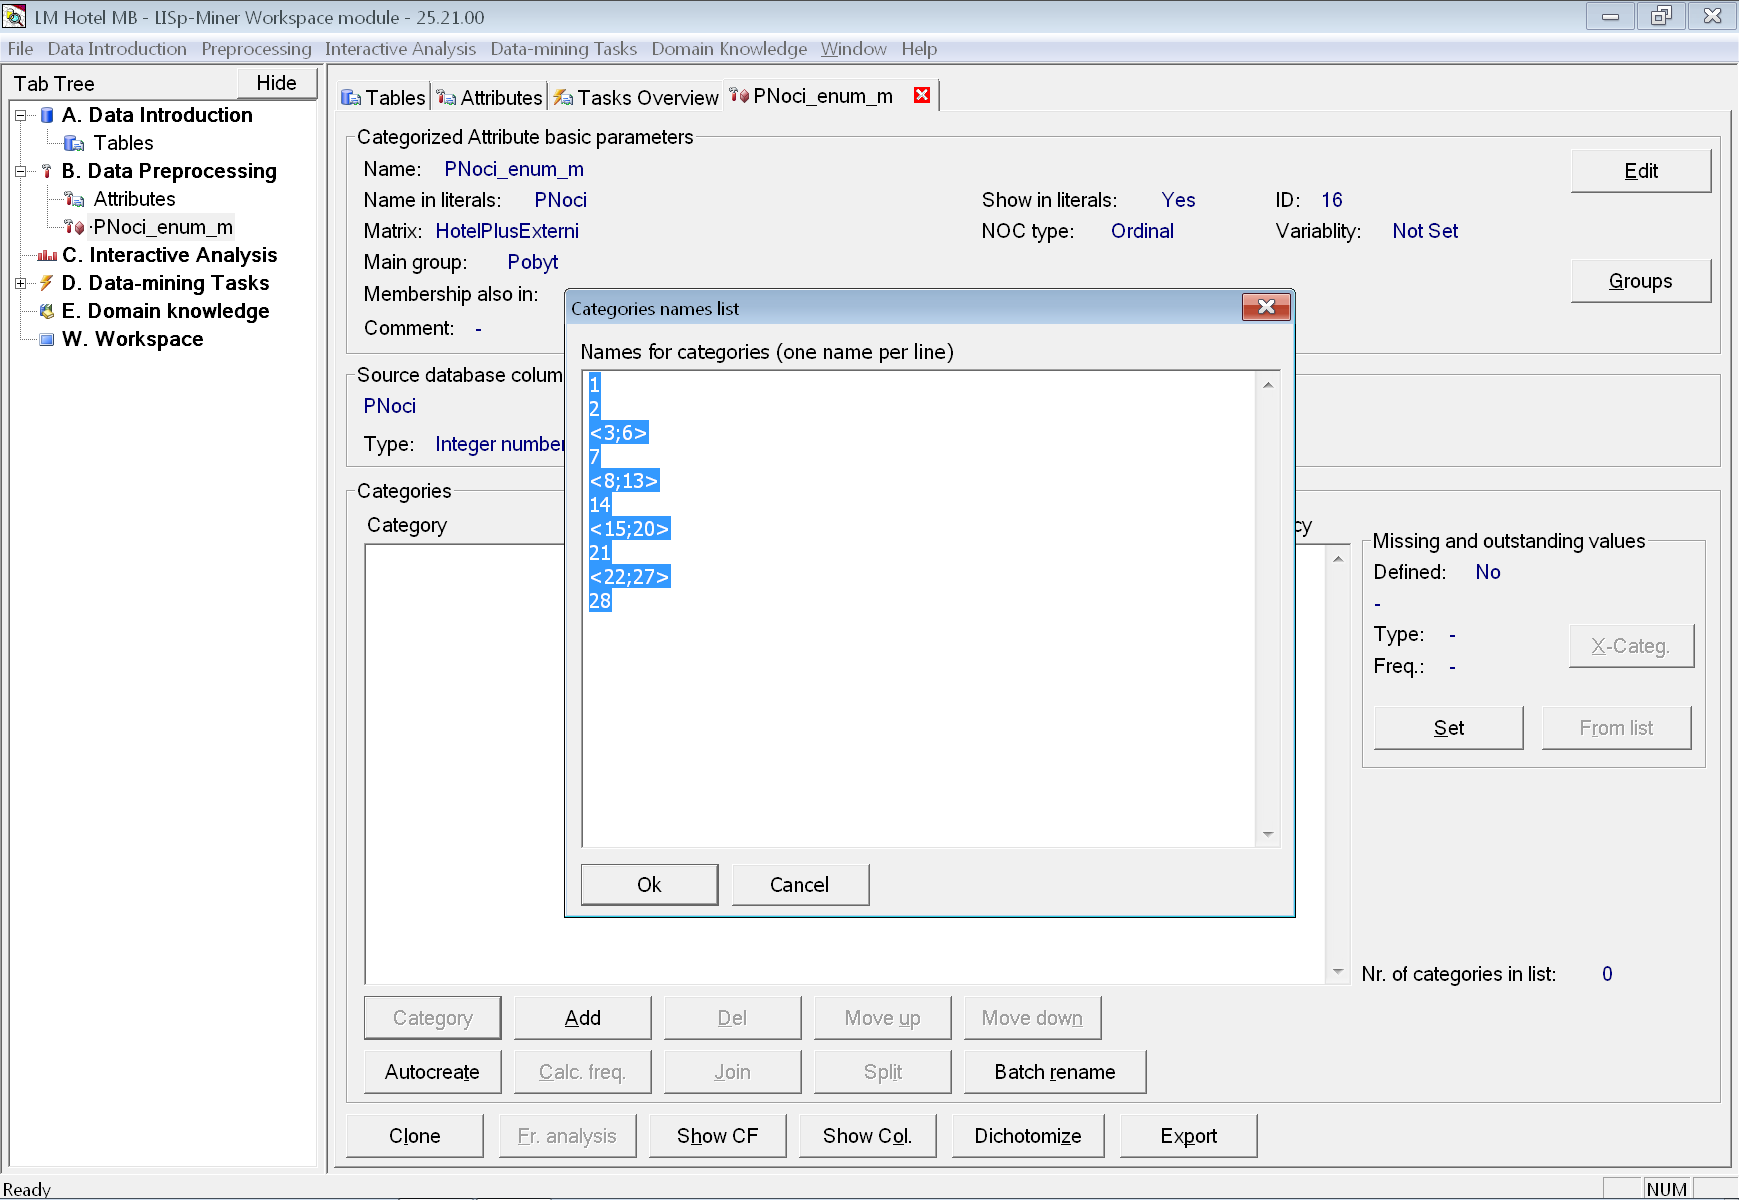 LM Hotel MB - LISp-Miner Workspace module - 25.21.00
File Data Introduction Preprocessing Interactive Analysis Data-mining Tasks Domain Knowledge Window Help
Tab Tree Hide
A. Data Introduction
Tables
B. Data Preprocessing
Attributes
·PNoci_enum_m
C. Interactive Analysis
D. Data-mining Tasks
E. Domain knowledge
W. Workspace
Tables Attributes Tasks Overview PNoci_enum_m
Categorized Attribute basic parameters
Name: PNoci_enum_m
Name in literals: PNoci Show in literals: Yes ID: 16
Matrix: HotelPlusExterni NOC type: Ordinal Variablity: Not Set
Main group: Pobyt
Membership also in:
Comment: -
Edit
Groups
Source database colum
PNoci
Type: Integer number
Categories
Category cy
Categories names list
Names for categories (one name per line)
1
2
<3;6>
7
<8;13>
14
<15;20>
21
<22;27>
28
Ok Cancel
Missing and outstanding values
Defined: No
-
Type: -
Freq.: -
X-Categ.
Set From list
Nr. of categories in list: 0
Category Add Del Move up Move down
Autocreate Calc. freq. Join Split Batch rename
Clone Fr. analysis Show CF Show Col. Dichotomize Export
Ready NUM